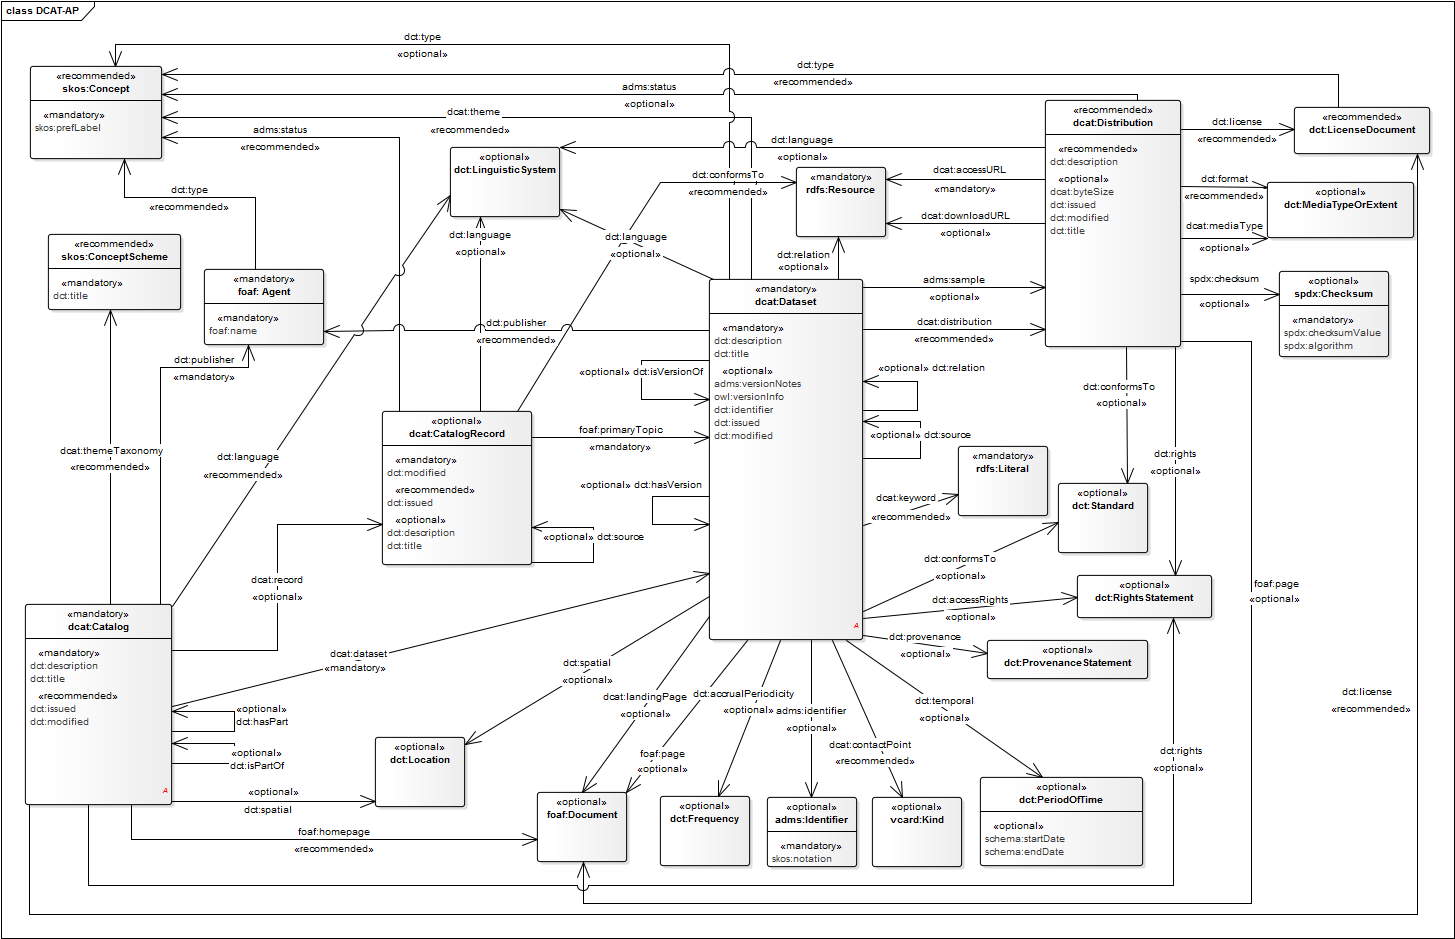 class DCAT-AP
dct:type
«optional»
dct:type
«recommended»
adms:status
«optional»
dcat:theme
«recommended»
adms:status
«recommended»
«recommended»
skos:Concept
«mandatory»
skos:prefLabel
«optional»
dct:LinguisticSystem
dct:language
«optional»
dct:conformsTo
«recommended»
«mandatory»
rdfs:Resource
dcat:accessURL
«mandatory»
dcat:downloadURL
«optional»
«recommended»
dcat:Distribution
«recommended»
dct:description
«optional»
dcat:byteSize
dct:issued
dct:modified
dct:title
dct:license
«recommended»
«recommended»
dct:LicenseDocument
dct:format
«recommended»
«optional»
dct:MediaTypeOrExtent
dcat:mediaType
«optional»
spdx:checksum
«optional»
«optional»
spdx:Checksum
«mandatory»
spdx:checksumValue
spdx:algorithm
dct:type
«recommended»
«recommended»
skos:ConceptScheme
«mandatory»
dct:title
«mandatory»
foaf: Agent
«mandatory»
foaf:name
dct:language
«optional»
dct:language
«optional»
dct:relation
«optional»
«mandatory»
dcat:Dataset
«mandatory»
dct:description
dct:title
«optional»
adms:versionNotes
owl:versionInfo
dct:identifier
dct:issued
dct:modified
A
adms:sample
«optional»
dcat:distribution
«recommended»
dct:publisher
«recommended»
dct:publisher
«mandatory»
«optional» dct:isVersionOf
«optional» dct:relation
«optional» dct:source
dct:conformsTo
«optional»
«optional»
dcat:CatalogRecord
«mandatory»
dct:modified
«recommended»
dct:issued
«optional»
dct:description
dct:title
foaf:primaryTopic
«mandatory»
«optional» dct:hasVersion
«optional» dct:source
dcat:themeTaxonomy
«recommended»
dct:language
«recommended»
«mandatory»
rdfs:Literal
dcat:keyword
«recommended»
dct:rights
«optional»
«optional»
dct:Standard
dct:conformsTo
«optional»
dcat:record
«optional»
«optional»
dct:RightsStatement
dct:accessRights
«optional»
foaf:page
«optional»
dct:provenance
«optional»
«optional»
dct:ProvenanceStatement
«mandatory»
dcat:Catalog
«mandatory»
dct:description
dct:title
«recommended»
dct:issued
dct:modified
A
dcat:dataset
«mandatory»
dct:spatial
«optional»
dcat:landingPage
«optional»
dct:accrualPeriodicity
«optional»
adms:identifier
«optional»
dct:temporal
«optional»
dct:license
«recommended»
«optional»
dct:hasPart
«optional»
dct:isPartOf
«optional»
dct:Location
foaf:page
«optional»
dcat:contactPoint
«recommended»
dct:rights
«optional»
«optional»
dct:spatial
foaf:homepage
«recommended»
«optional»
foaf:Document
«optional»
dct:Frequency
«optional»
adms:Identifier
«mandatory»
skos:notation
«optional»
vcard:Kind
«optional»
dct:PeriodOfTime
«optional»
schema:startDate
schema:endDate